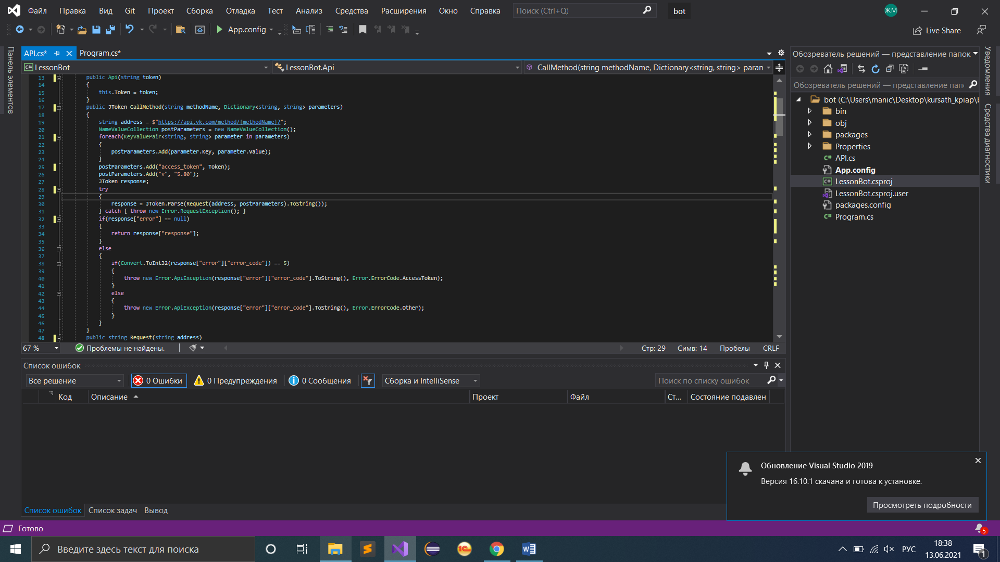 Файл Правка Вид Git Проект Сборка Отладка Тест Анализ Средства Расширения Окно Справка Поиск (Ctrl+Q) bot ЖМ
App.config Live Share
Панель элементов
API.cs* Program.cs*
LessonBot LessonBot.Api CallMethod(string methodName, Dictionary<string, string> param
13 public Api(string token)
14 {
15 this.Token = token;
16 }
17 public JToken CallMethod(string methodName, Dictionary<string, string> parameters)
18 {
19 string address = $"https://api.vk.com/method/{methodName}?";
20 NameValueCollection postParameters = new NameValueCollection();
21 foreach(KeyValuePair<string, string> parameter in parameters)
22 {
23 postParameters.Add(parameter.Key, parameter.Value);
24 }
25 postParameters.Add("access_token", Token);
26 postParameters.Add("v", "5.80");
27 JToken response;
28 try
29 {
30 response = JToken.Parse(Request(address, postParameters).ToString());
31 } catch { throw new Error.RequestException(); }
32 if(response["error"] == null)
33 {
34 return response["response"];
35 }
36 else
37 {
38 if(Convert.ToInt32(response["error"]["error_code"]) == 5)
39 {
40 throw new Error.ApiException(response["error"]["error_code"].ToString(), Error.ErrorCode.AccessToken);
41 }
42 else
43 {
44 throw new Error.ApiException(response["error"]["error_code"].ToString(), Error.ErrorCode.Other);
45 }
46 }
47 }
48 public string Request(string address)
67 % Проблемы не найдены. Стр: 29 Симв: 14 Пробелы CRLF
Список ошибок
Все решение 0 Ошибки 0 Предупреждения 0 Сообщения Сборка и IntelliSense Поиск по списку ошибок
Код Описание Проект Файл Ст... Состояние подавлен
Список ошибок Список задач Вывод
Обозреватель решений — представление папок
Обозреватель решений — представление папі
bot (C:\Users\manic\Desktop\kursath_kpiap\b
bin
obj
packages
Properties
API.cs
App.config
LessonBot.csproj
LessonBot.csproj.user
packages.config
Program.cs
Уведомления
Средства диагностики
Обновление Visual Studio 2019
Версия 16.10.1 скачана и готова к установке.
Просмотреть подробности
Готово 5
Введите здесь текст для поиска РУС 18:38
13.06.2021 1